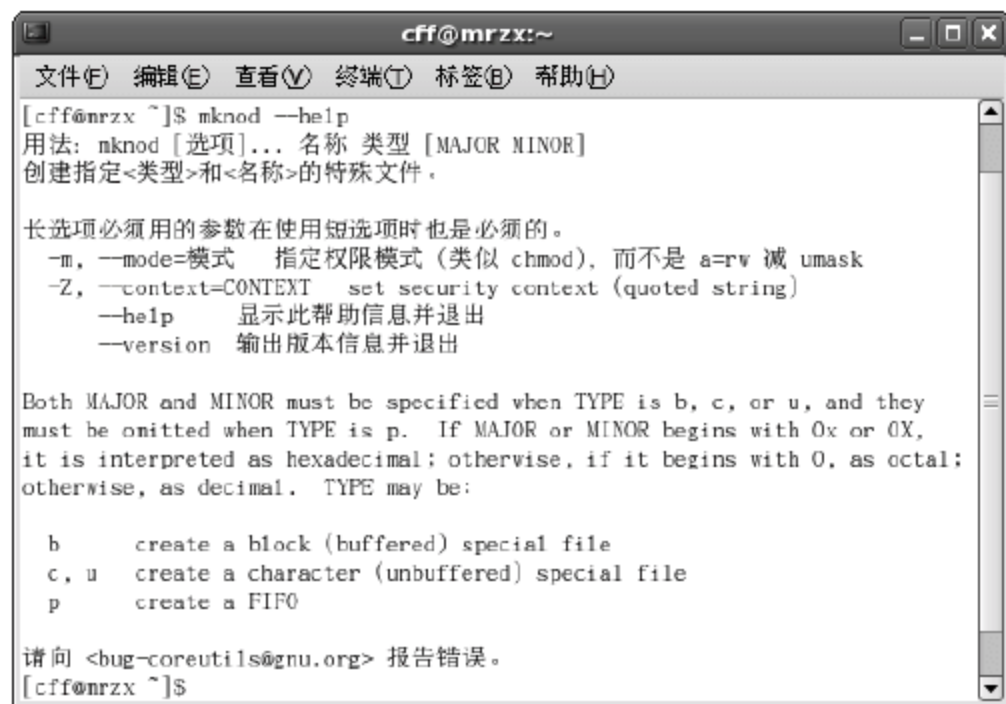 cff@mrzx:~
文件(F) 编辑(E) 查看(V) 终端(T) 标签(B) 帮助(H)
[cff@mrzx ~]$ mknod --help
用法: mknod [选项]... 名称 类型 [MAJOR MINOR]
创建指定<类型>和<名称>的特殊文件。
长选项必须用的参数在使用短选项时也是必须的。
-m, --mode=模式 指定权限模式 (类似 chmod), 而不是 a=rw 减 umask
-Z, --context=CONTEXT set security context (quoted string)
--help 显示此帮助信息并退出
--version 输出版本信息并退出
Both MAJOR and MINOR must be specified when TYPE is b, c, or u, and they
must be omitted when TYPE is p. If MAJOR or MINOR begins with 0x or 0X,
it is interpreted as hexadecimal; otherwise, if it begins with 0, as octal;
otherwise, as decimal. TYPE may be:
b create a block (buffered) special file
c, u create a character (unbuffered) special file
p create a FIFO
请向 <bug-coreutils@gnu.org> 报告错误。
[cff@mrzx ~]$